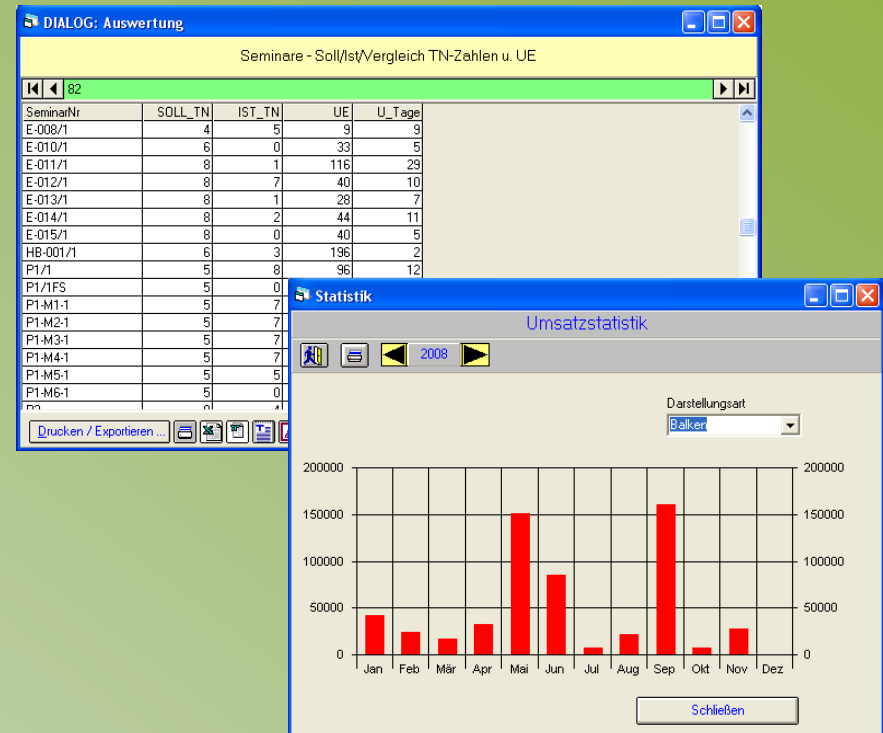 DIALOG: Auswertung
Seminare - Soll/Ist/Vergleich TN-Zahlen u. UE
82
SeminarNr SOLL_TN IST_TN UE U_Tage
E-008/1 4 5 9 9
E-010/1 6 0 33 5
E-011/1 8 1 116 29
E-012/1 8 7 40 10
E-013/1 8 1 28 7
E-014/1 8 2 44 11
E-015/1 8 0 40 5
HB-001/1 6 3 196 2
P1/1 5 8 96 12
P1/1FS 5 0
P1-M1-1 5 7
P1-M2-1 5 7
P1-M3-1 5 7
P1-M4-1 5 7
P1-M5-1 5 5
P1-M6-1 5 0
Drucken / Exportieren ...
Statistik
Umsatzstatistik
2008
Darstellungsart
Balken
200000 200000
150000 150000
100000 100000
50000 50000
0 0
Jan Feb Mär Apr Mai Jun Jul Aug Sep Okt Nov Dez
Schließen